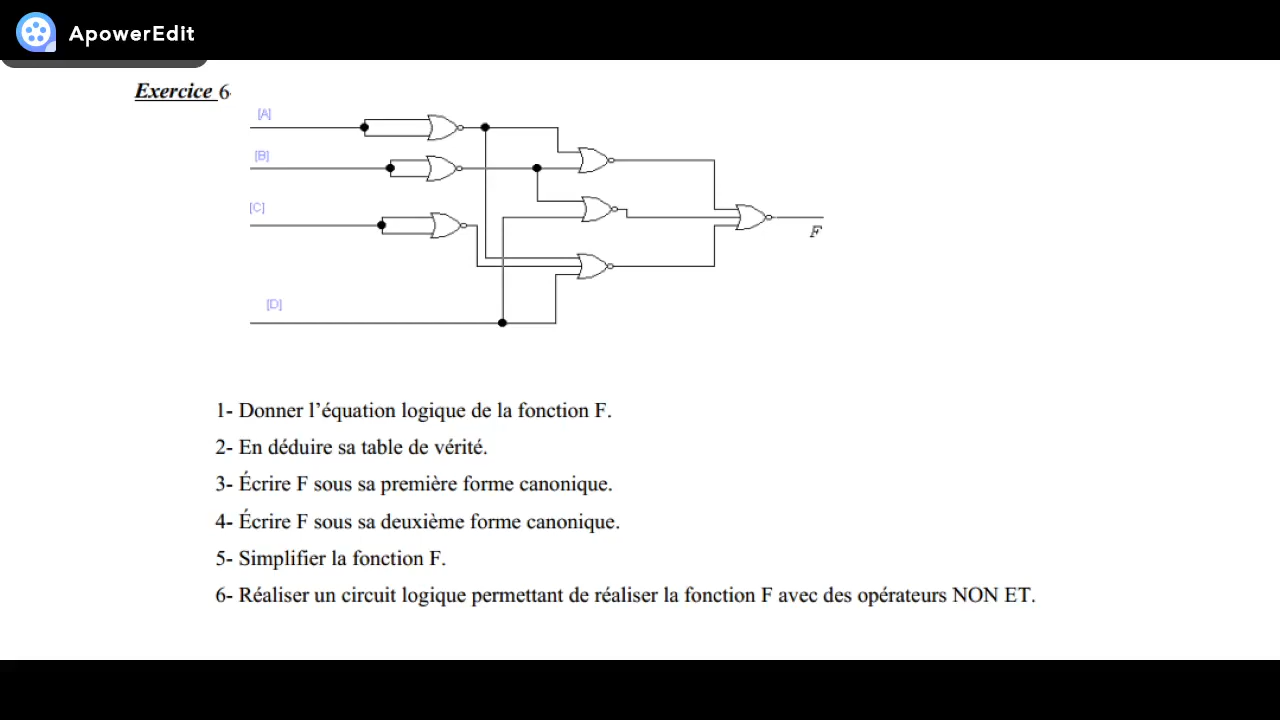 ApowerEdit
Exercice 6
[A]
[B]
[C]
F
[D]
1- Donner l’équation logique de la fonction F.
2- En déduire sa table de vérité.
3- Écrire F sous sa première forme canonique.
4- Écrire F sous sa deuxième forme canonique.
5- Simplifier la fonction F.
6- Réaliser un circuit logique permettant de réaliser la fonction F avec des opérateurs NON ET.